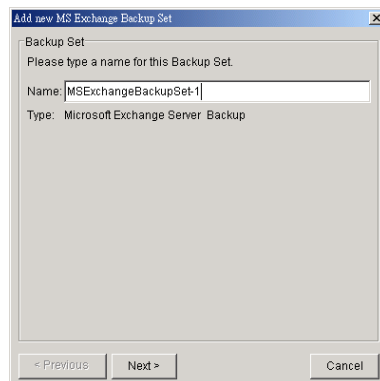 Add new MS Exchange Backup Set
Backup Set
Please type a name for this Backup Set.
Name: MSExchangeBackupSet-1
Type: Microsoft Exchange Server Backup
< Previous Next > Cancel